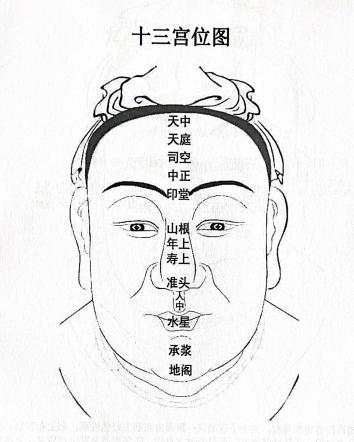 十三宫位图
天中
天庭
司空
中正
印堂
山根
年上
寿上
准头
人中
水星
承浆
地阁